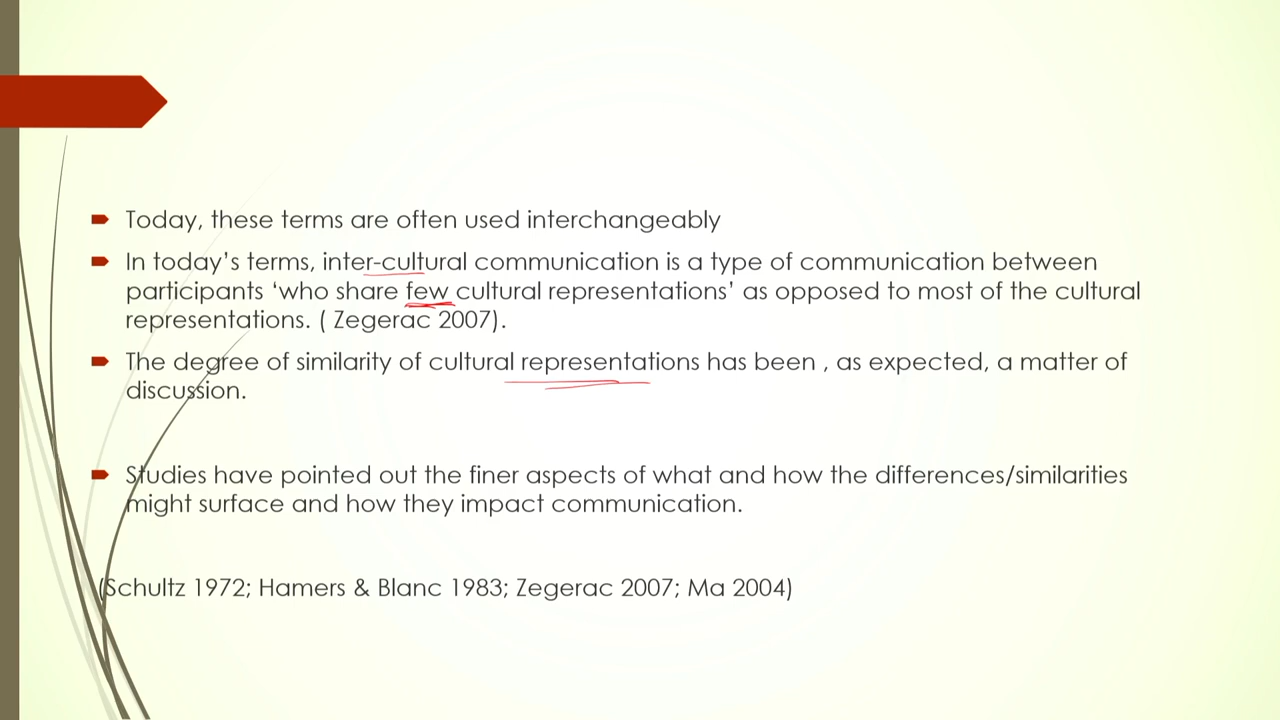 Today, these terms are often used interchangeably
In today's terms, inter-cultural communication is a type of communication between
participants 'who share few cultural representations' as opposed to most of the cultural
representations. ( Zegerac 2007).
The degree of similarity of cultural representations has been , as expected, a matter of
discussion.
Studies have pointed out the finer aspects of what and how the differences/similarities
might surface and how they impact communication.
(Schultz 1972; Hamers & Blanc 1983; Zegerac 2007; Ma 2004)